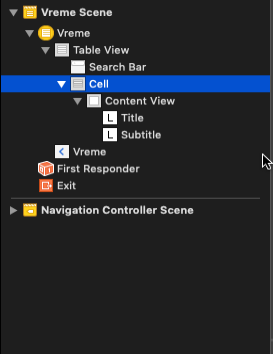 Vreme Scene
Vreme
Table View
Search Bar
Cell
Content View
L Title
L Subtitle
Vreme
First Responder
Exit
Navigation Controller Scene